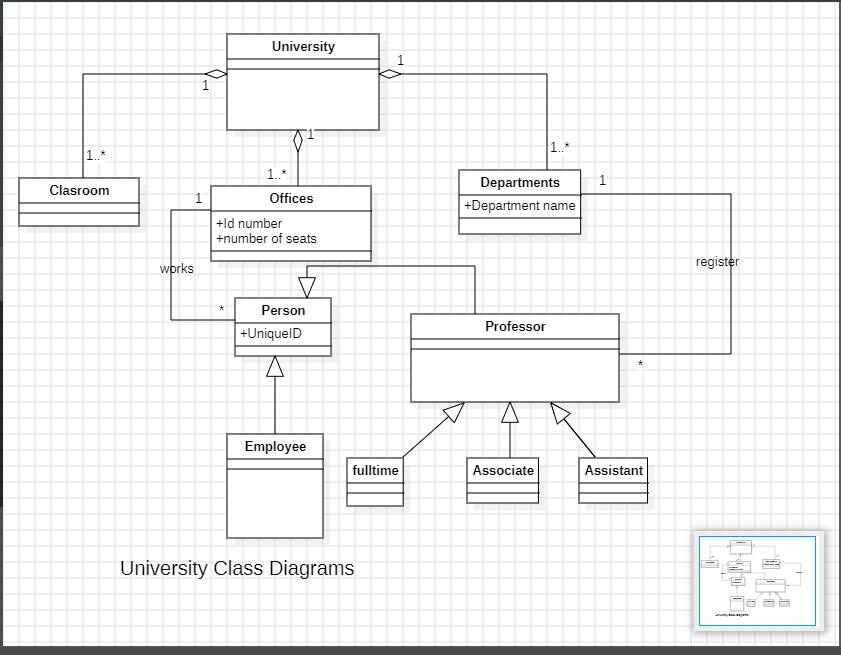 University
1
1
1
1..*
1..*
1..*
Clasroom
Offices
+Id number
+number of seats
Departments
+Department name
1
1
works
register
*
*
Person
+UniqueID
Professor
Employee
fulltime
Associate
Assistant
University Class Diagrams